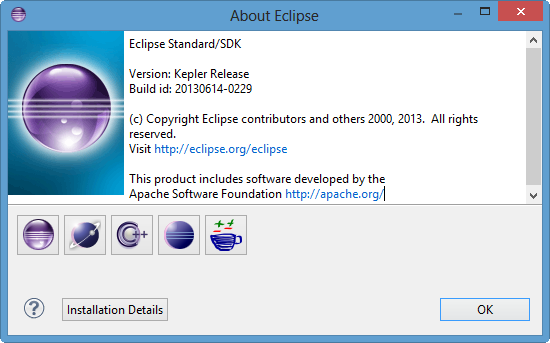 About Eclipse
Eclipse Standard/SDK
Version: Kepler Release
Build id: 20130614-0229
(c) Copyright Eclipse contributors and others 2000, 2013.  All rights
reserved.
Visit http://eclipse.org/eclipse
This product includes software developed by the
Apache Software Foundation http://apache.org/
C++
?
Installation Details
OK